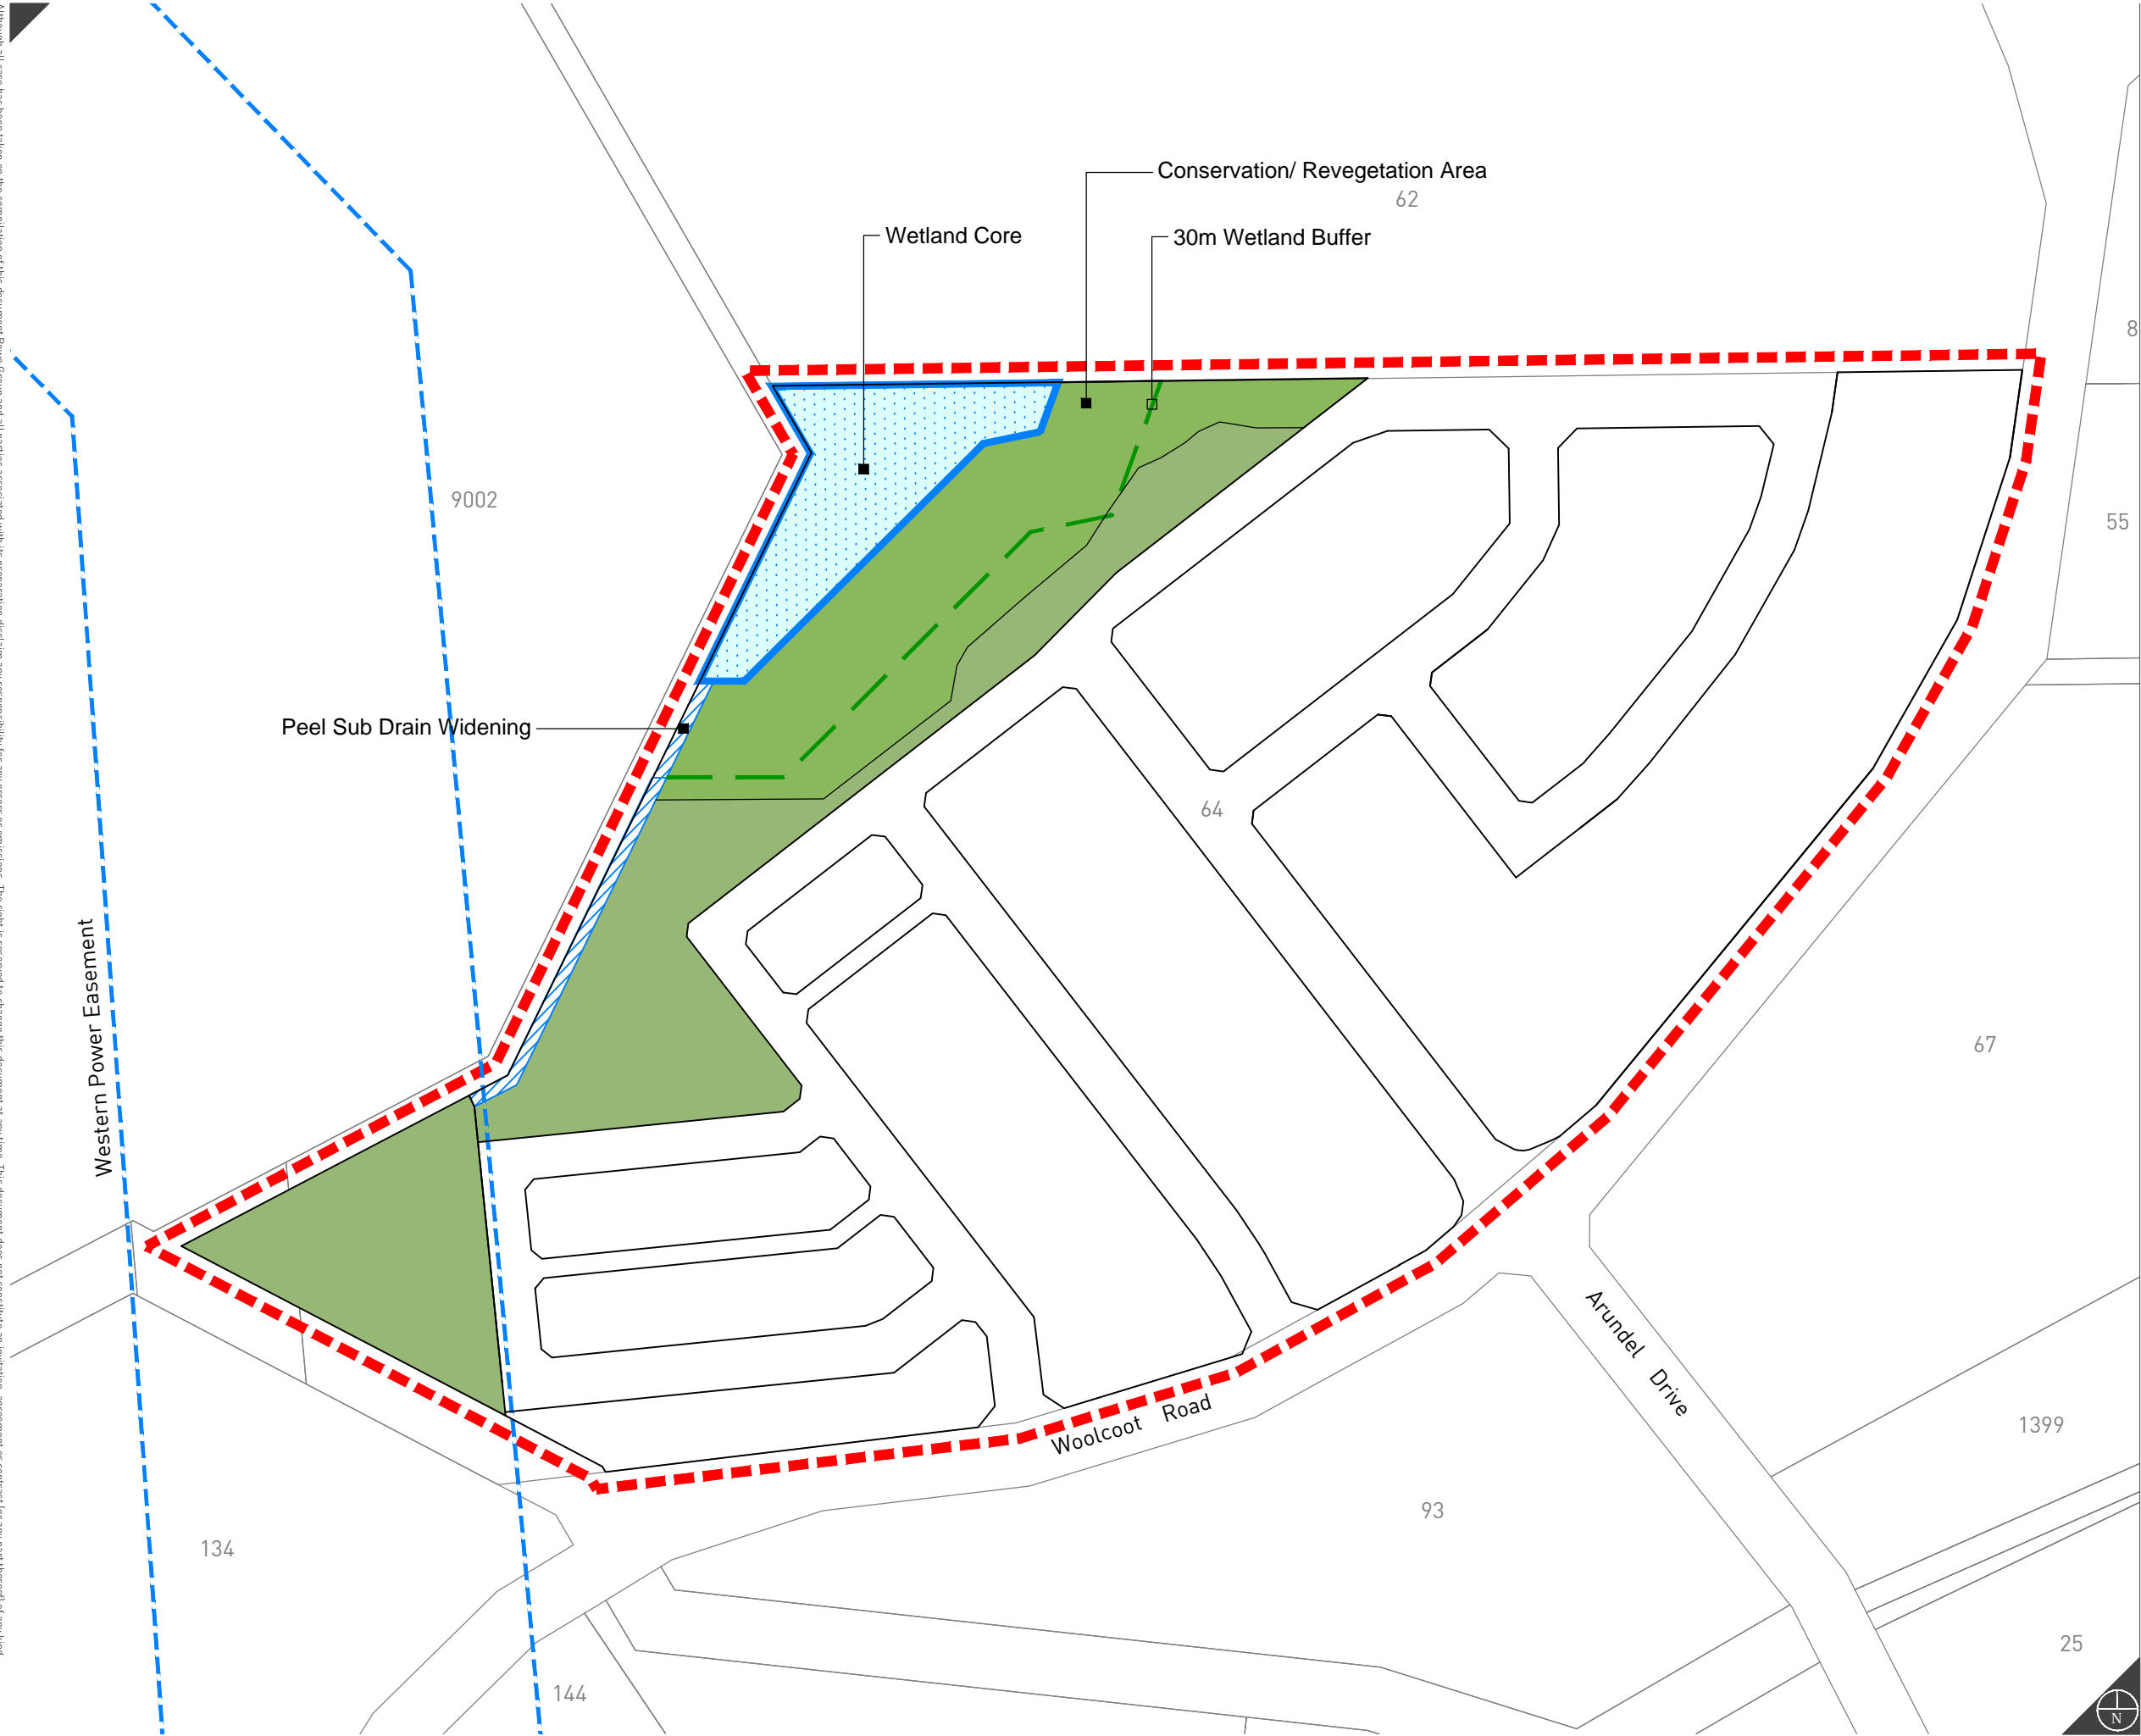 Conservation/ Revegetation Area
62
Wetland Core
30m Wetland Buffer
8
9002
55
Peel Sub Drain Widening
64
Western Power Easement
67
Arundel Drive
Woolcoot Road
1399
93
134
25
144
N